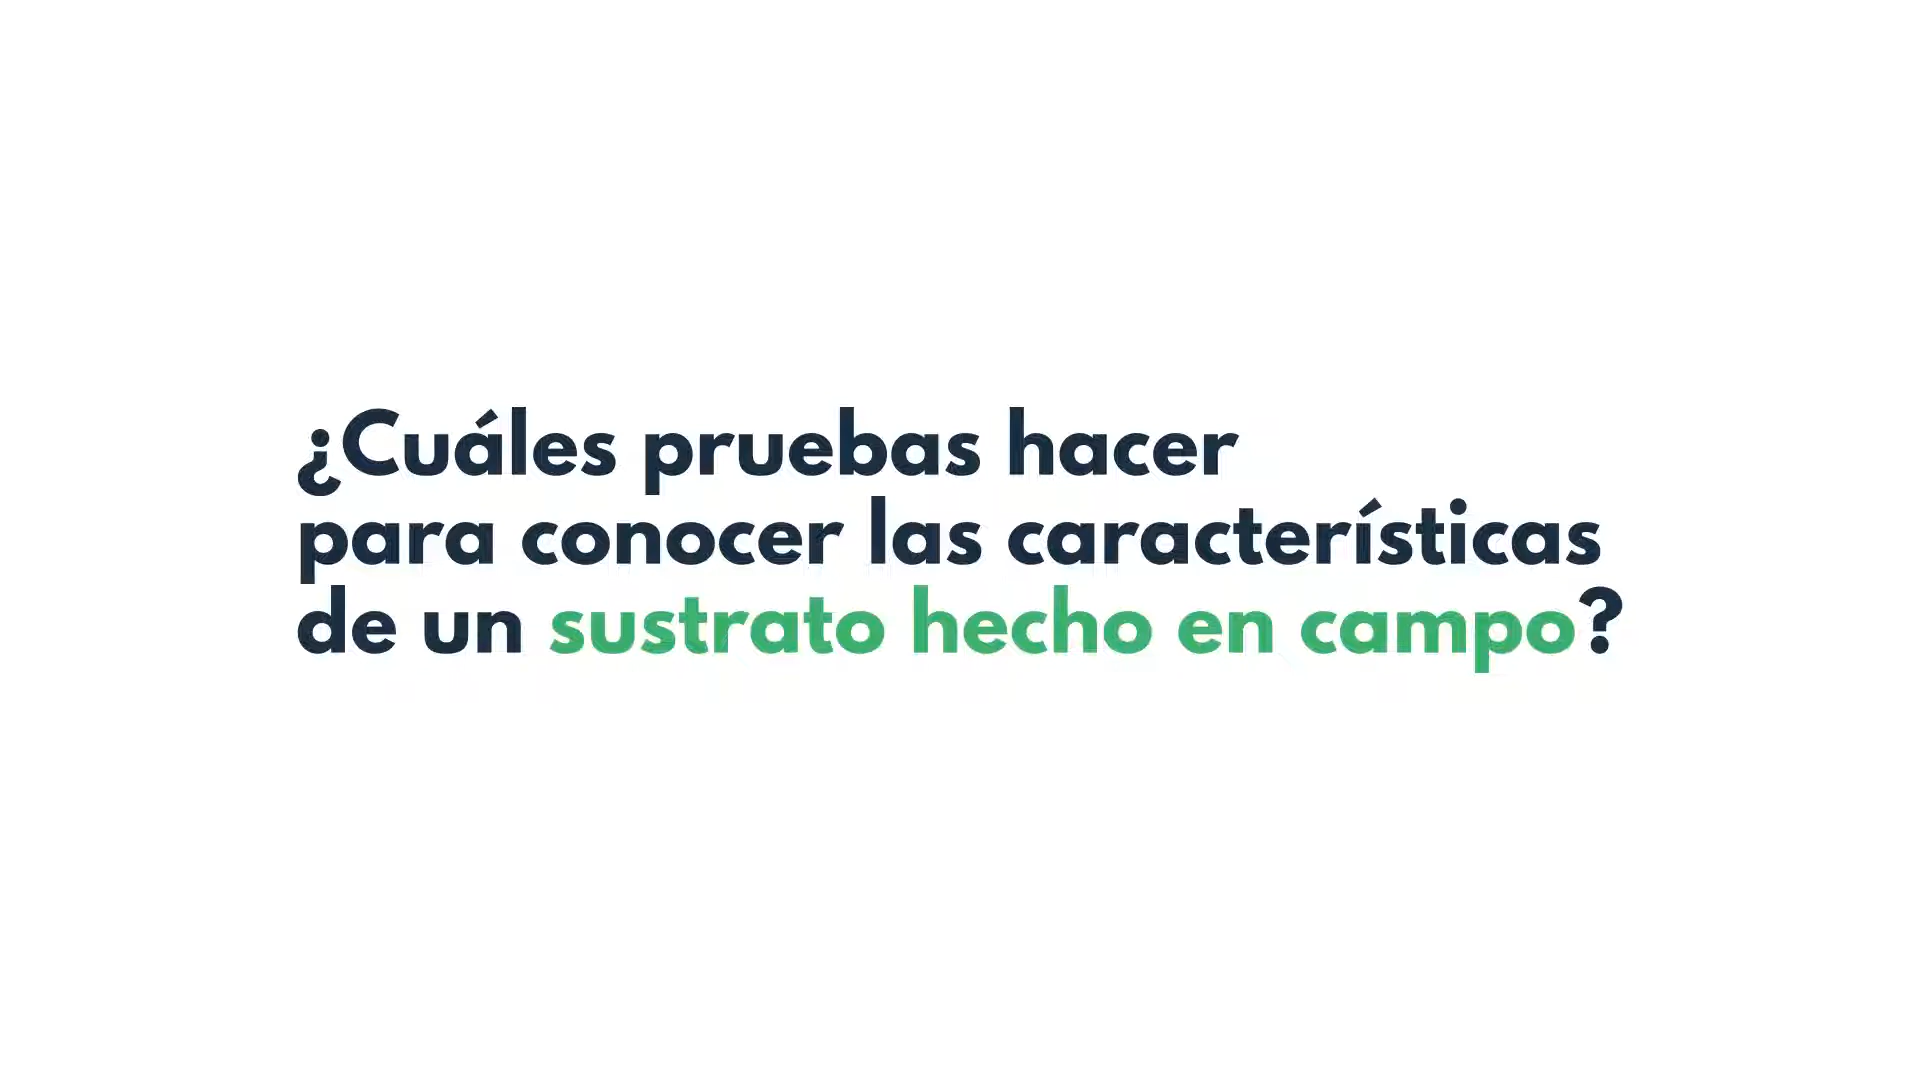 ¿Cuáles pruebas hacer
para conocer las características
de un sustrato hecho en campo?